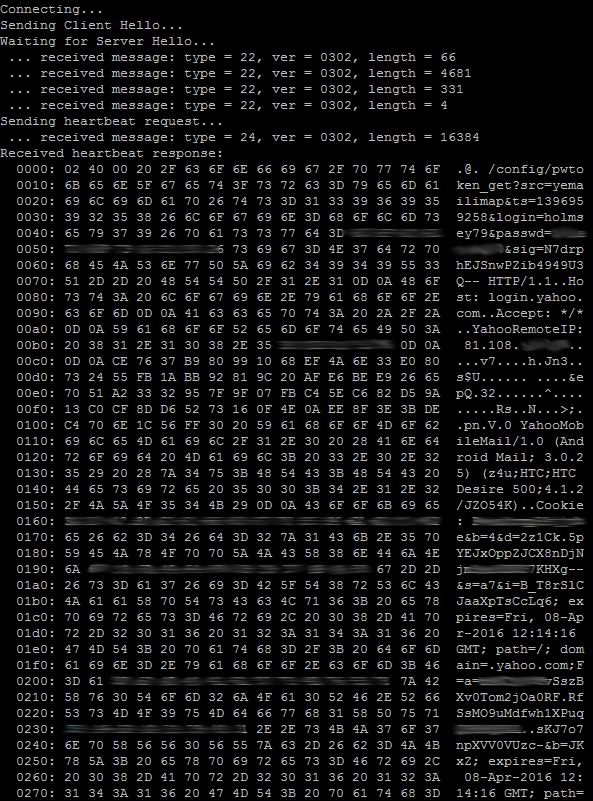 Connecting...
Sending Client Hello...
Waiting for Server Hello...
... received message: type = 22, ver = 0302, length = 66
... received message: type = 22, ver = 0302, length = 4681
... received message: type = 22, ver = 0302, length = 331
... received message: type = 22, ver = 0302, length = 4
Sending heartbeat request...
... received message: type = 24, ver = 0302, length = 16384
Received heartbeat response:
0000: 02 40 00 20 2F 63 6F 6E 66 69 67 2F 70 77 74 6F .@. /config/pwto
0010: 6B 65 6E 5F 67 65 74 3F 73 72 63 3D 79 65 6D 61 ken_get?src=yema
0020: 69 6C 69 6D 61 70 26 74 73 3D 31 33 39 36 39 35 ilimap&ts=139695
0030: 39 32 35 38 26 6C 6F 67 69 6E 3D 68 6F 6C 6D 73 9258&login=holms
0040: 65 79 37 39 26 70 61 73 73 77 64 3D ey79&passwd=
0050: 6 73 69 67 3D 4E 37 64 72 70 &sig=N7drp
0060: 68 45 4A 53 6E 77 50 5A 69 62 34 39 34 39 55 33 hEJSnwPZib4949U3
0070: 51 2D 2D 20 48 54 54 50 2F 31 2E 31 0D 0A 48 6F Q-- HTTP/1.1..Ho
0080: 73 74 3A 20 6C 6F 67 69 6E 2E 79 61 68 6F 6F 2E st: login.yahoo.
0090: 63 6F 6D 0D 0A 41 63 63 65 70 74 3A 20 2A 2F 2A com..Accept: */*
00a0: 0D 0A 59 61 68 6F 6F 52 65 6D 6F 74 65 49 50 3A ..YahooRemoteIP:
00b0: 20 38 31 2E 31 30 38 2E 35 0D 0A 81.108.
00c0: 0D 0A CE 76 37 B9 80 99 10 68 EF 4A 6E 33 E0 80 ...v7....h.Jn3..
00d0: 73 24 55 FB 1A BB 92 81 9C 20 AF E6 BE E9 26 65 s$U...... ....&e
00e0: 70 51 A2 33 32 95 7F 9F 07 FB C4 5E C6 82 D5 9A pQ.32......^....
00f0: 13 C0 CF 8D D6 52 73 16 0F 4E 0A EE 8F 3E 3B DE .....Rs..N...>;.
0100: C4 70 6E 1C 56 FF 30 20 59 61 68 6F 6F 4D 6F 62 .pn.V.0 YahooMob
0110: 69 6C 65 4D 61 69 6C 2F 31 2E 30 20 28 41 6E 64 ileMail/1.0 (And
0120: 72 6F 69 64 20 4D 61 69 6C 3B 20 33 2E 30 2E 32 roid Mail; 3.0.2
0130: 35 29 20 28 7A 34 75 3B 48 54 43 3B 48 54 43 20 5) (z4u;HTC;HTC
0140: 44 65 73 69 72 65 20 35 30 30 3B 34 2E 31 2E 32 Desire 500;4.1.2
0150: 2F 4A 5A 4F 35 34 4B 29 0D 0A 43 6F 6F 6B 69 65 /JZO54K)..Cookie
0160: :
0170: 65 26 62 3D 34 26 64 3D 32 7A 31 43 6B 2E 35 70 e&b=4&d=2z1Ck.5p
0180: 59 45 4A 78 4F 70 70 5A 4A 43 58 38 6E 44 6A 4E YEJxOppZJCX8nDjN
0190: 6A 67 2D 2D j 7KHXg--
01a0: 26 73 3D 61 37 26 69 3D 42 5F 54 38 72 53 6C 43 &s=a7&i=B_T8rSlC
01b0: 4A 61 61 58 70 54 73 43 63 4C 71 36 3B 20 65 78 JaaXpTsCcLq6; ex
01c0: 70 69 72 65 73 3D 46 72 69 2C 20 30 38 2D 41 70 pires=Fri, 08-Ap
01d0: 72 2D 32 30 31 36 20 31 32 3A 31 34 3A 31 36 20 r-2016 12:14:16
01e0: 47 4D 54 3B 20 70 61 74 68 3D 2F 3B 20 64 6F 6D GMT; path=/; dom
01f0: 61 69 6E 3D 2E 79 61 68 6F 6F 2E 63 6F 6D 3B 46 ain=.yahoo.com;F
0200: 3D 61 7A 42 =a= vSszB
0210: 58 76 30 54 6F 6D 32 6A 4F 61 30 52 46 2E 52 66 Xv0Tom2jOa0RF.Rf
0220: 53 73 4D 4F 39 75 4D 64 66 77 68 31 58 50 75 71 SsMO9uMdfwh1XPuq
0230: 2E 2E 73 4B 4A 37 6F 37 ..sKJ7o7
0240: 6E 70 58 56 56 30 56 55 7A 63 2D 26 62 3D 4A 4B npXVV0VUzc-&b=JK
0250: 78 5A 3B 20 65 78 70 69 72 65 73 3D 46 72 69 2C xZ; expires=Fri,
0260: 20 30 38 2D 41 70 72 2D 32 30 31 36 20 31 32 3A 08-Apr-2016 12:
0270: 31 34 3A 31 36 20 47 4D 54 3B 20 70 61 74 68 3D 14:16 GMT; path=